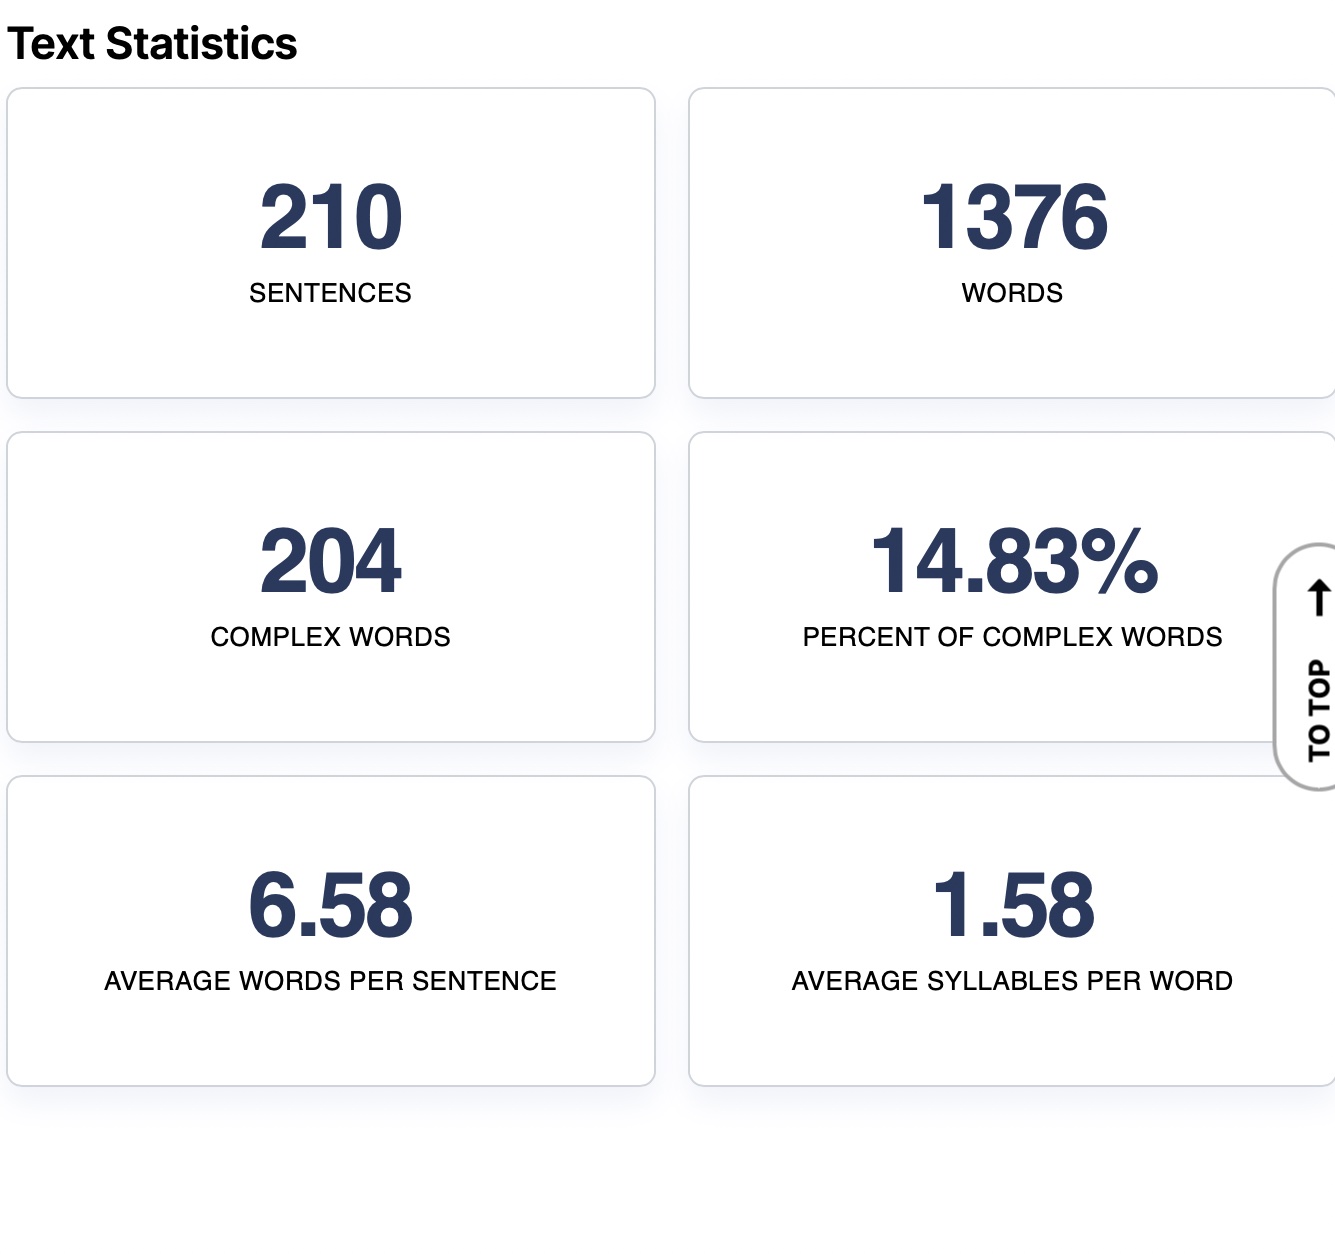 Text Statistics
210
SENTENCES
1376
WORDS
204
COMPLEX WORDS
14.83%
PERCENT OF COMPLEX WORDS
6.58
AVERAGE WORDS PER SENTENCE
1.58
AVERAGE SYLLABLES PER WORD
TO TOP